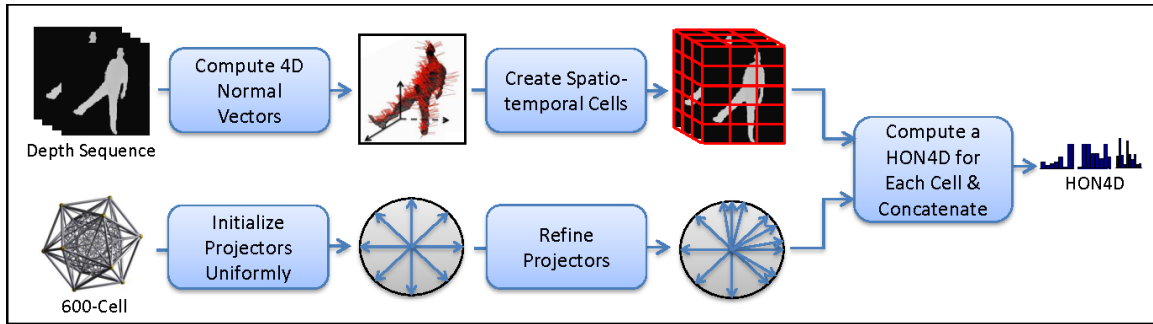 Depth Sequence
Compute 4D
Normal
Vectors
Create Spatio-
temporal Cells
Compute a
HON4D for
Each Cell &
Concatenate
HON4D
600-Cell
Initialize
Projectors
Uniformly
Refine
Projectors